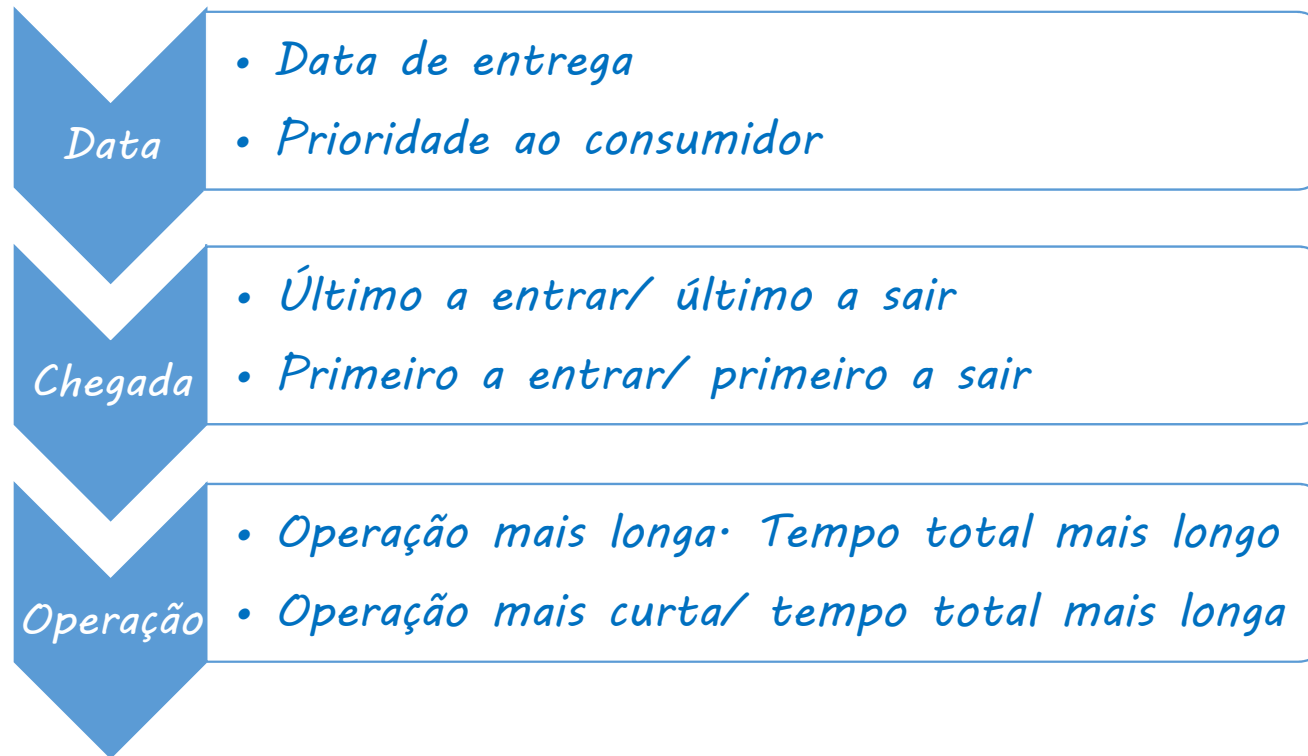 Data
• Data de entrega
• Prioridade ao consumidor
Chegada
• Último a entrar/ último a sair
• Primeiro a entrar/ primeiro a sair
Operação
• Operação mais longa· Tempo total mais longo
• Operação mais curta/ tempo total mais longa